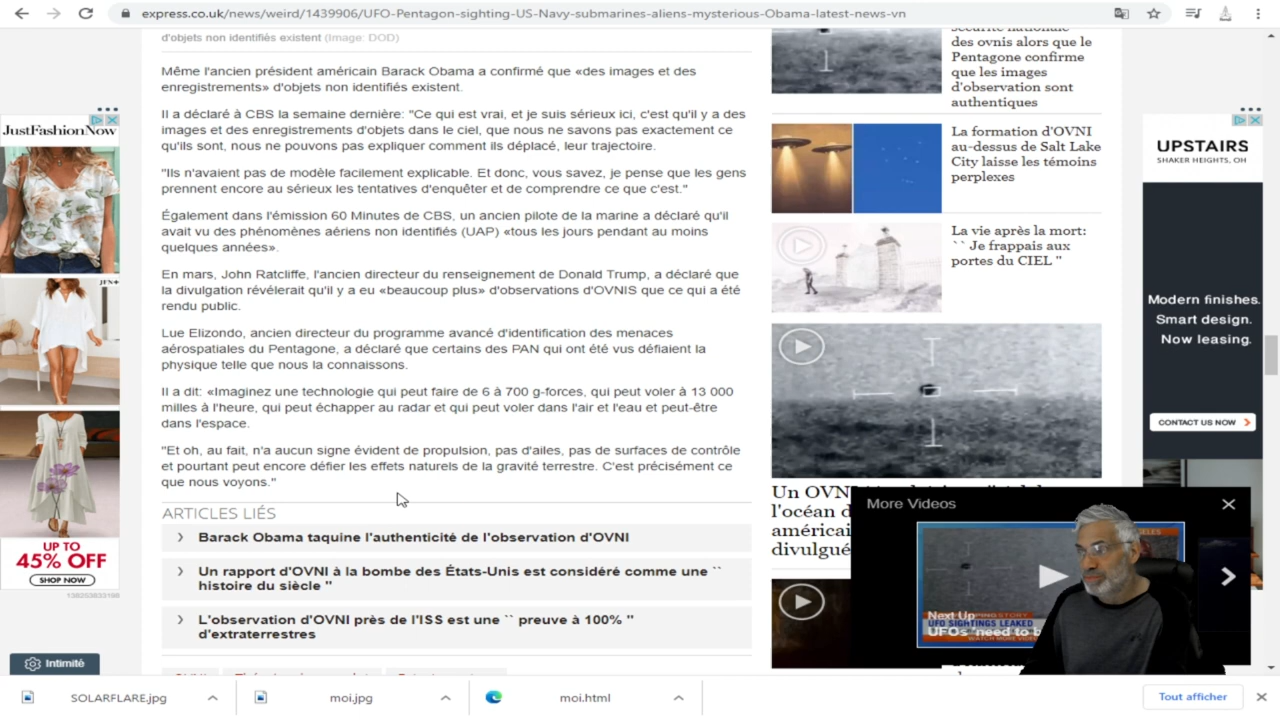 express.co.uk/news/weird/1439906/UFO-Pentagon-sighting-US-Navy-submarines-aliens-mysterious-Obama-latest-news-vn
d'objets non identifiés existent (Image: DOD)
Même l'ancien président américain Barack Obama a confirmé que «des images et des
enregistrements» d'objets non identifiés existent.
Il a déclaré à CBS la semaine dernière: "Ce qui est vrai, et je suis sérieux ici, c'est qu'il y a des
images et des enregistrements d'objets dans le ciel, que nous ne savons pas exactement ce
qu'ils sont, nous ne pouvons pas expliquer comment ils déplacé, leur trajectoire.
"Ils n'avaient pas de modèle facilement explicable. Et donc, vous savez, je pense que les gens
prennent encore au sérieux les tentatives d'enquêter et de comprendre ce que c'est."
Également dans l'émission 60 Minutes de CBS, un ancien pilote de la marine a déclaré qu'il
avait vu des phénomènes aériens non identifiés (UAP) «tous les jours pendant au moins
quelques années».
En mars, John Ratcliffe, l'ancien directeur du renseignement de Donald Trump, a déclaré que
la divulgation révélerait qu'il y a eu «beaucoup plus» d'observations d'OVNIS que ce qui a été
rendu public.
Lue Elizondo, ancien directeur du programme avancé d'identification des menaces
aérospatiales du Pentagone, a déclaré que certains des PAN qui ont été vus défiaient la
physique telle que nous la connaissons.
Il a dit: «Imaginez une technologie qui peut faire de 6 à 700 g-forces, qui peut voler à 13 000
milles à l'heure, qui peut échapper au radar et qui peut voler dans l'air et l'eau et peut-être
dans l'espace.
"Et oh, au fait, n'a aucun signe évident de propulsion, pas d'ailes, pas de surfaces de contrôle
et pourtant peut encore défier les effets naturels de la gravité terrestre. C'est précisément ce
que nous voyons."
ARTICLES LIÉS
Barack Obama taquine l'authenticité de l'observation d'OVNI
Un rapport d'OVNI à la bombe des États-Unis est considéré comme une ``
histoire du siècle "
L'observation d'OVNI près de l'ISS est une `` preuve à 100% "
d'extraterrestres
sécurité nationale
des ovnis alors que le
Pentagone confirme
que les images
d'observation sont
authentiques
La formation d'OVNI
au-dessus de Salt Lake
City laisse les témoins
perplexes
La vie après la mort:
`` Je frappais aux
portes du CIEL "
Un OVN
l'océan d
américai
divulgué
More Videos
Next Up
UFO SIGHTINGS LEAKED
UFOs 'need to b
JUSTFASHIONNOW
JFN+
UP TO
45% OFF
SHOP NOW
Intimité
UPSTAIRS
SHAKER HEIGHTS, OH
Modern finishes.
Smart design.
Now leasing.
CONTACT US NOW
SOLARFLARE.jpg
moi.jpg
moi.html
Tout afficher